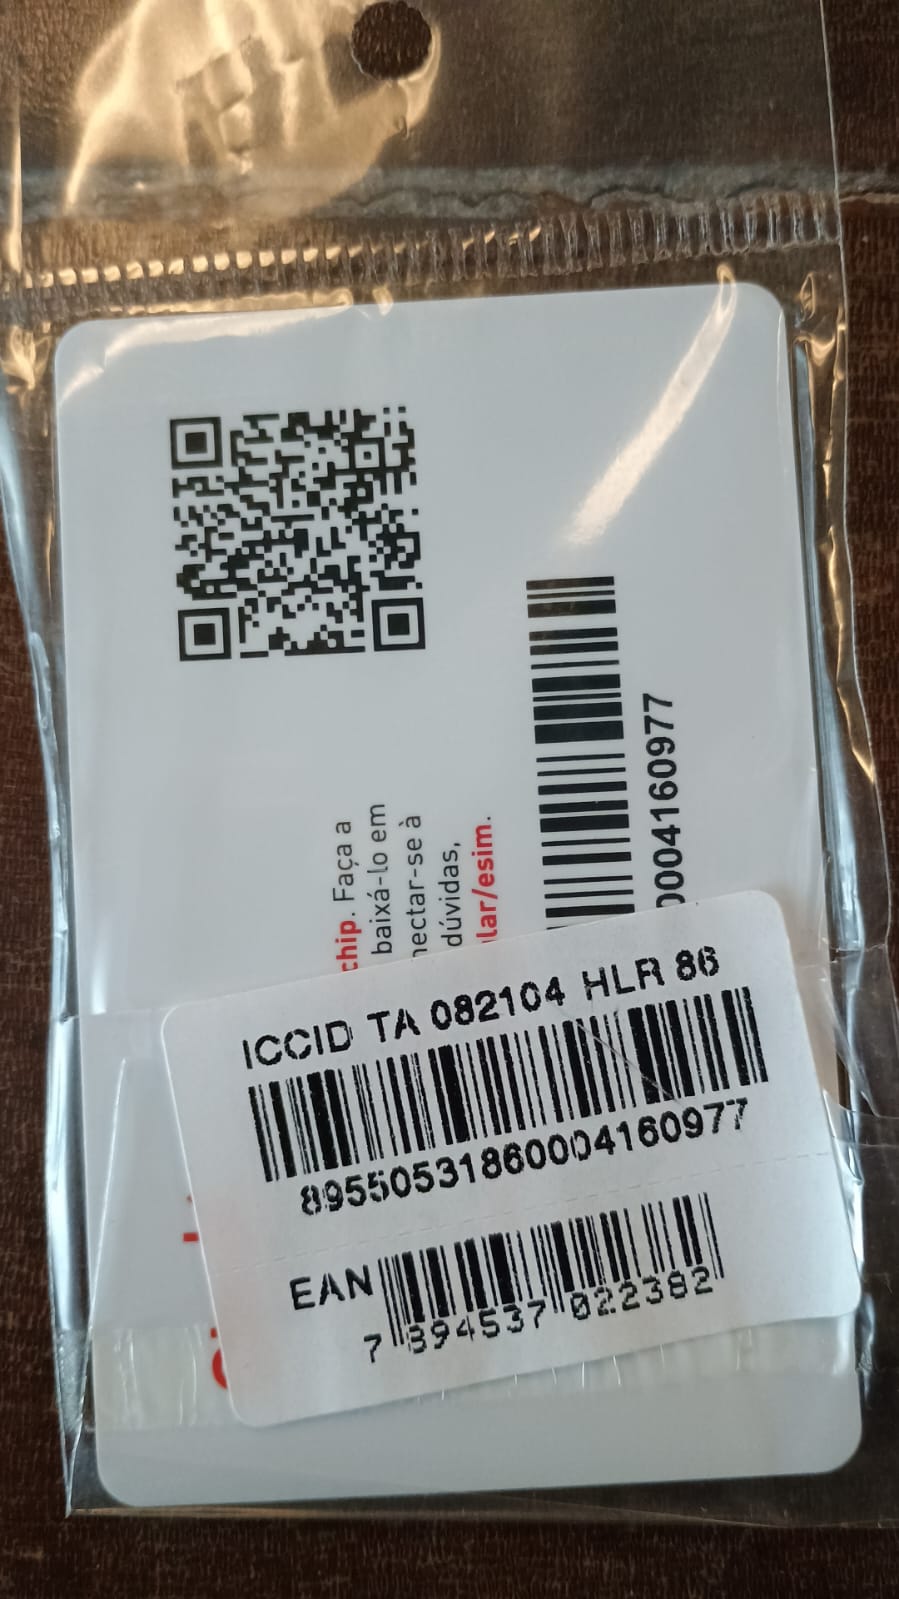 chip. Faça a
baixá-lo em
nectar-se à
dúvidas,
lar/esim.
0004160977
ICCID TA 082104 HLR 86
89550531860004160977
EAN
7 894537 022382